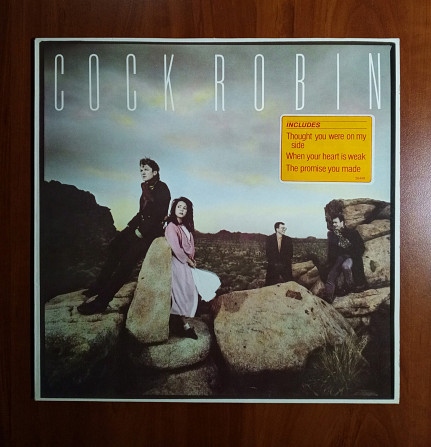 COCK ROBIN
INCLUDES
Thought you were on my
side
When your heart is weak
The promise you made